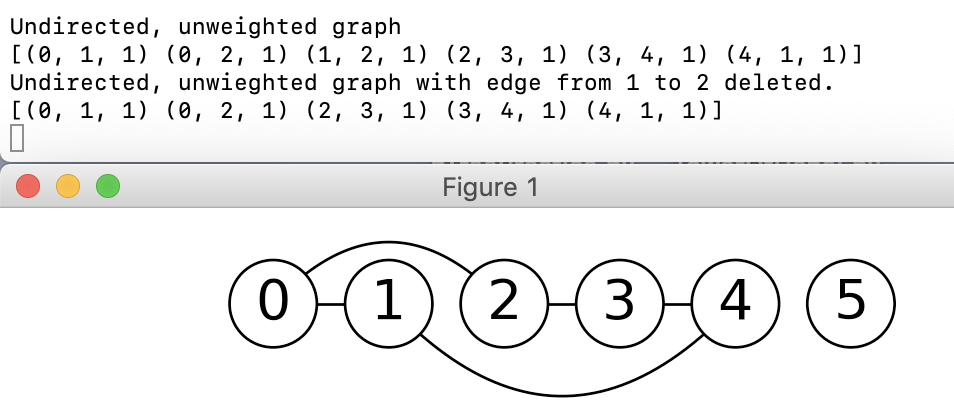 Undirected, unweighted graph
[(0, 1, 1) (0, 2, 1) (1, 2, 1) (2, 3, 1) (3, 4, 1) (4, 1, 1)]
Undirected, unwieghted graph with edge from 1 to 2 deleted.
[(0, 1, 1) (0, 2, 1) (2, 3, 1) (3, 4, 1) (4, 1, 1)]
Figure 1
0 1 2 3 4 5